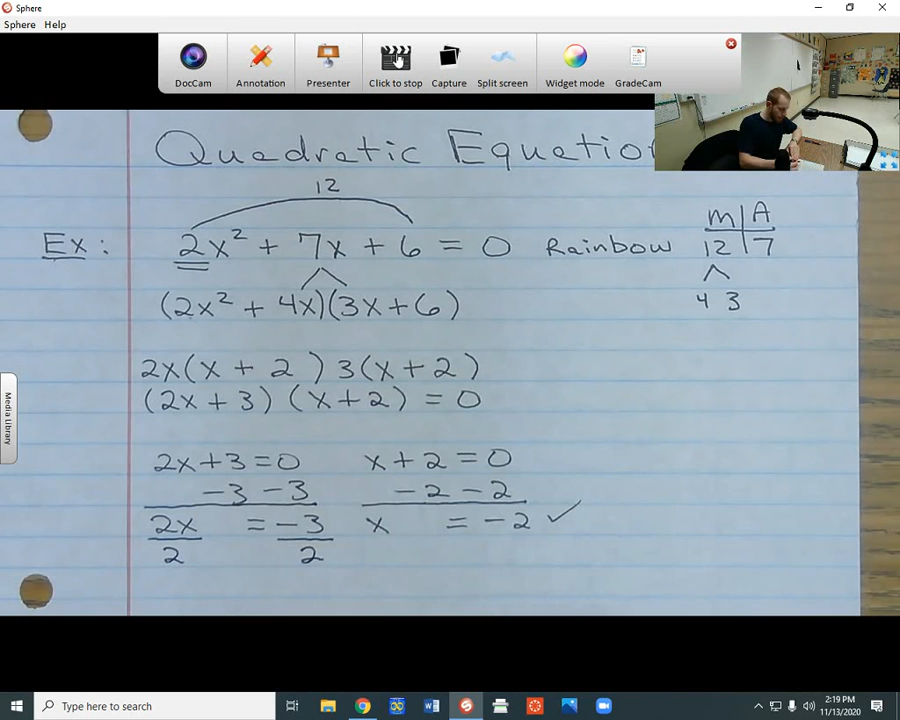 Sphere
Sphere Help
DocCam Annotation Presenter Click to stop Capture Split screen Widget mode GradeCam
Quadratic Equation
12
Ex: 2x² + 7x + 6 = 0 Rainbow
M | A
12 | 7
4 3
(2x² + 4x)(3x + 6)
2x(x + 2) 3(x + 2)
(2x + 3) (x + 2) = 0
2x + 3 = 0 x + 2 = 0
-3 -3 -2 -2
2x = -3 x = -2 ✓
2 2
Media Library
Type here to search
2:19 PM
11/13/2020